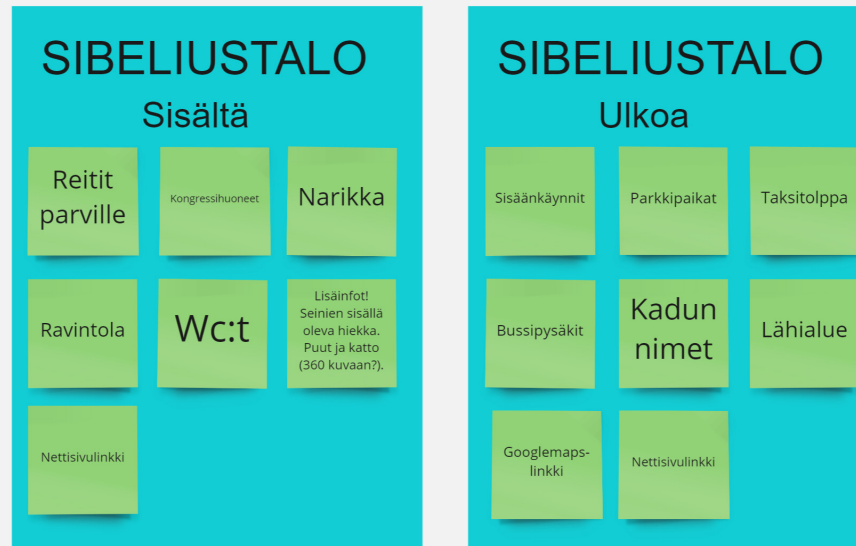 SIBELIUSTALO
Sisältä
Reitit
parville
Kongressihuoneet
Narikka
Ravintola
Wc:t
Lisäinfot!
Seinien sisällä
oleva hiekka.
Puut ja katto
(360 kuvaan?).
Nettisivulinkki
SIBELIUSTALO
Ulkoa
Sisäänkäynnit
Parkkipaikat
Taksitolppa
Bussipysäkit
Kadun
nimet
Lähialue
Googlemaps-
linkki
Nettisivulinkki